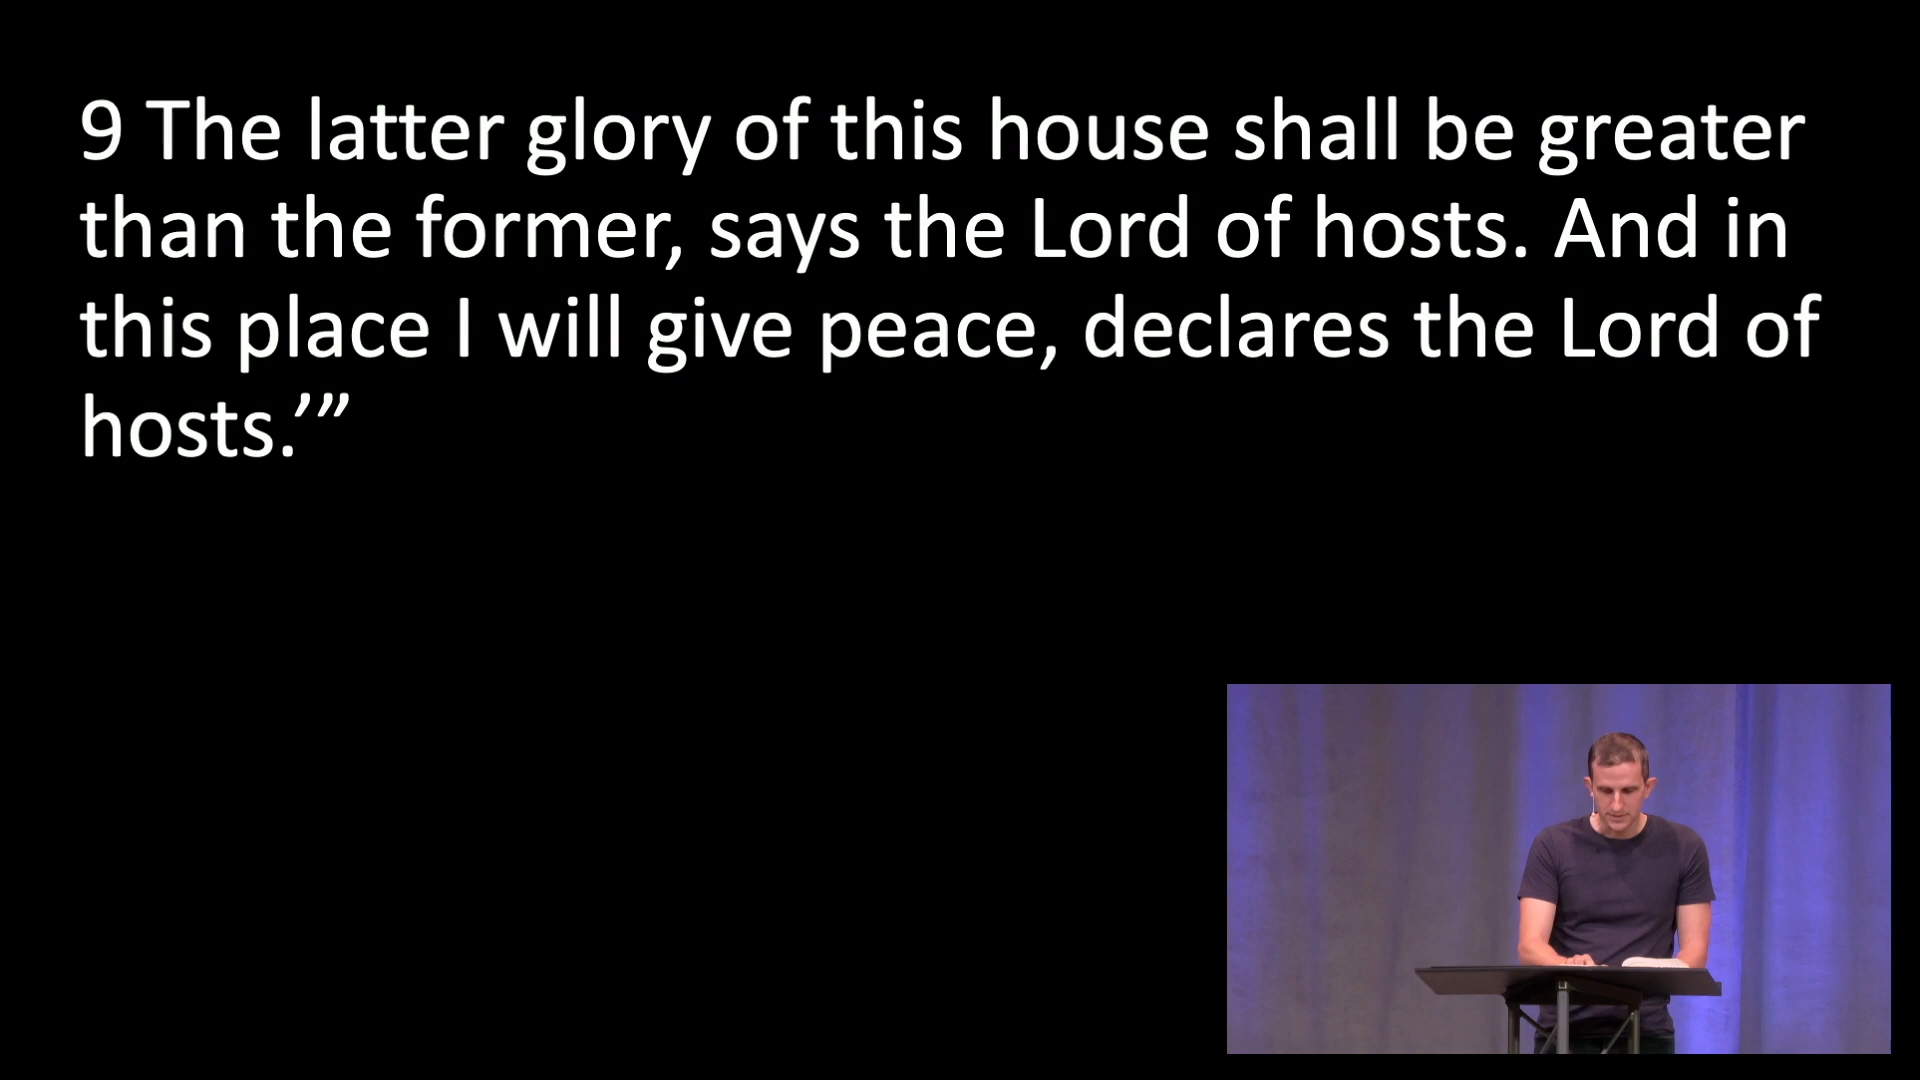 9 The latter glory of this house shall be greater
than the former, says the Lord of hosts. And in
this place I will give peace, declares the Lord of
hosts.’”